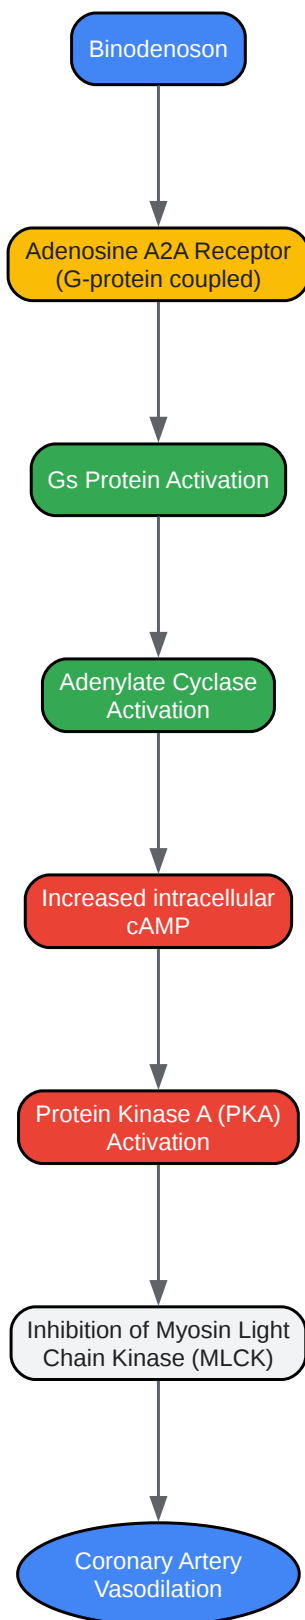 Binodenoson
Adenosine A2A Receptor
(G-protein coupled)
Gs Protein Activation
Adenylate Cyclase
Activation
Increased intracellular
cAMP
Protein Kinase A (PKA)
Activation
Inhibition of Myosin Light
Chain Kinase (MLCK)
Coronary Artery
Vasodilation